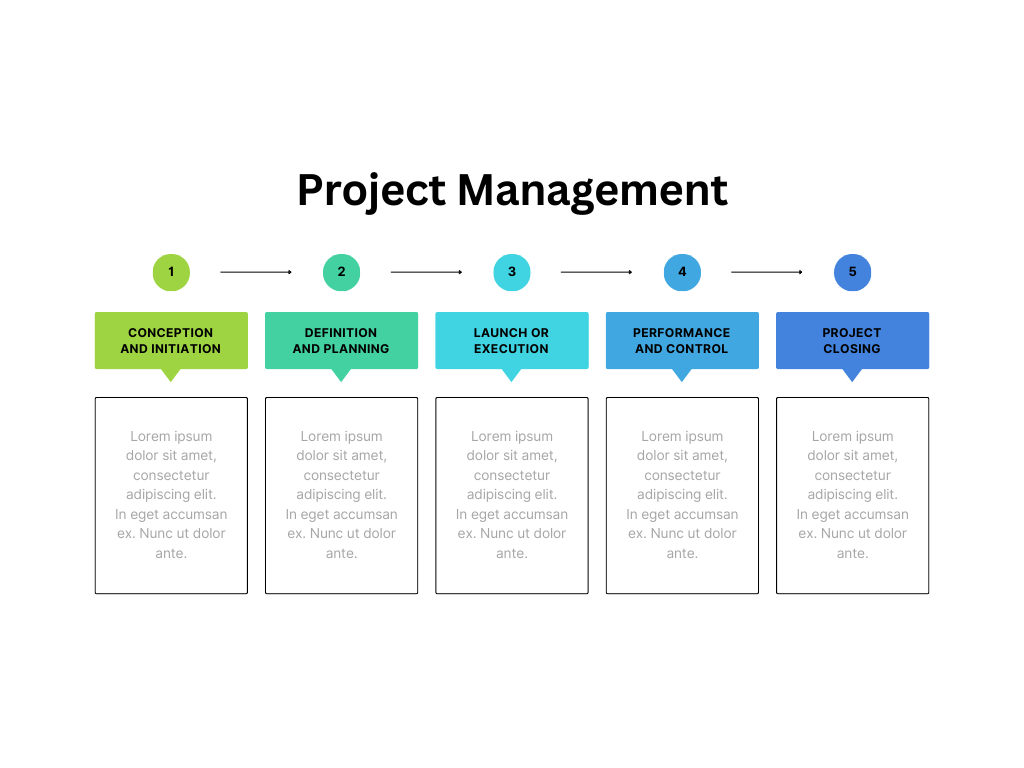 Project Management
1
2
3
4
5
CONCEPTION
AND INITIATION
DEFINITION
AND PLANNING
LAUNCH OR
EXECUTION
PERFORMANCE
AND CONTROL
PROJECT
CLOSING
Lorem ipsum
dolor sit amet,
consectetur
adipiscing elit.
In eget accumsan
ex. Nunc ut dolor
ante.
Lorem ipsum
dolor sit amet,
consectetur
adipiscing elit.
In eget accumsan
ex. Nunc ut dolor
ante.
Lorem ipsum
dolor sit amet,
consectetur
adipiscing elit.
In eget accumsan
ex. Nunc ut dolor
ante.
Lorem ipsum
dolor sit amet,
consectetur
adipiscing elit.
In eget accumsan
ex. Nunc ut dolor
ante.
Lorem ipsum
dolor sit amet,
consectetur
adipiscing elit.
In eget accumsan
ex. Nunc ut dolor
ante.